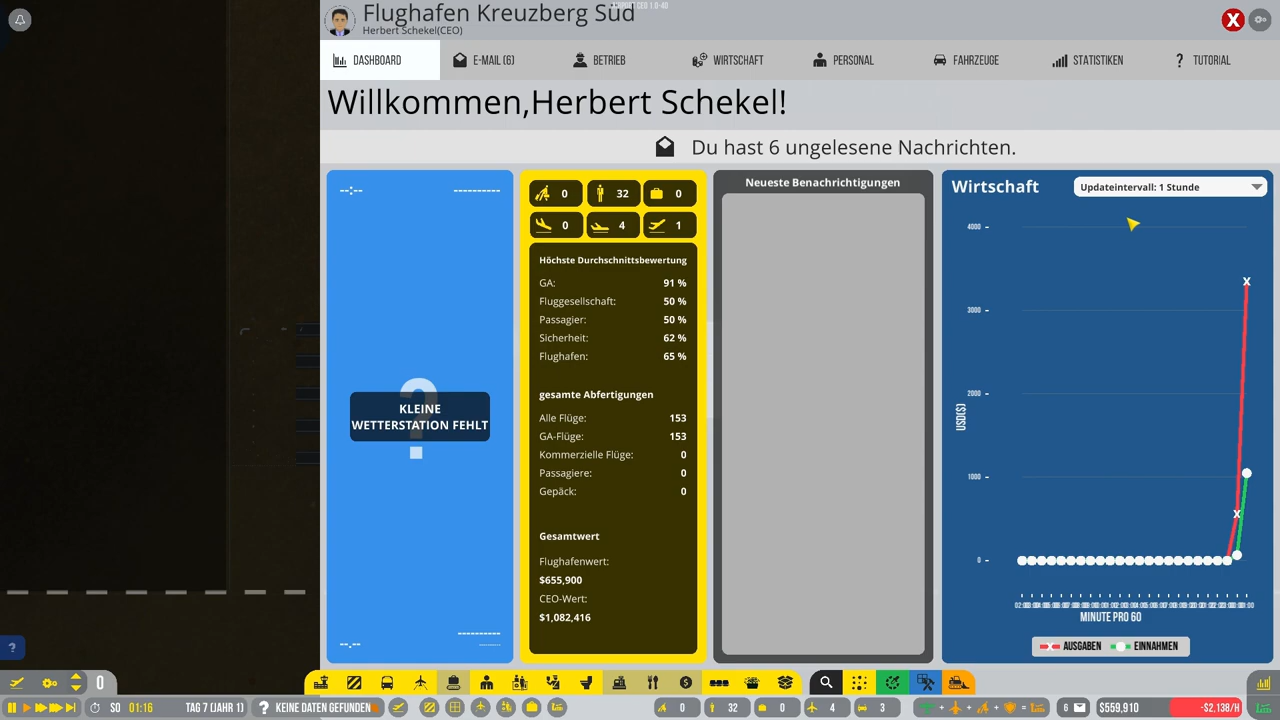 AIRPORT CEO 1.0-40
Flughafen Kreuzberg Süd
Herbert Schekel(CEO)
X
DASHBOARD
E-MAIL (6)
BETRIEB
WIRTSCHAFT
PERSONAL
FAHRZEUGE
STATISTIKEN
? TUTORIAL
Willkommen,Herbert Schekel!
Du hast 6 ungelesene Nachrichten.
--:-- ----------
?
KLEINE
WETTERSTATION FEHLT
----------
--.--
0 32 0
0 4 1
Höchste Durchschnittsbewertung
GA: 91 %
Fluggesellschaft: 50 %
Passagier: 50 %
Sicherheit: 62 %
Flughafen: 65 %
gesamte Abfertigungen
Alle Flüge: 153
GA-Flüge: 153
Kommerzielle Flüge: 0
Passagiere: 0
Gepäck: 0
Gesamtwert
Flughafenwert:
$655,900
CEO-Wert:
$1,082,416
Neueste Benachrichtigungen
Wirtschaft
Updateintervall: 1 Stunde
4000
3000
2000
1000
0
USD($)
MINUTE PRO 60
AUSGABEN EINNAHMEN
?
0
SO 01:16 TAG 7 (JAHR 1) ? KEINE DATEN GEFUNDEN
0 32 0 4 3
6 $559,910 -$2,138/H